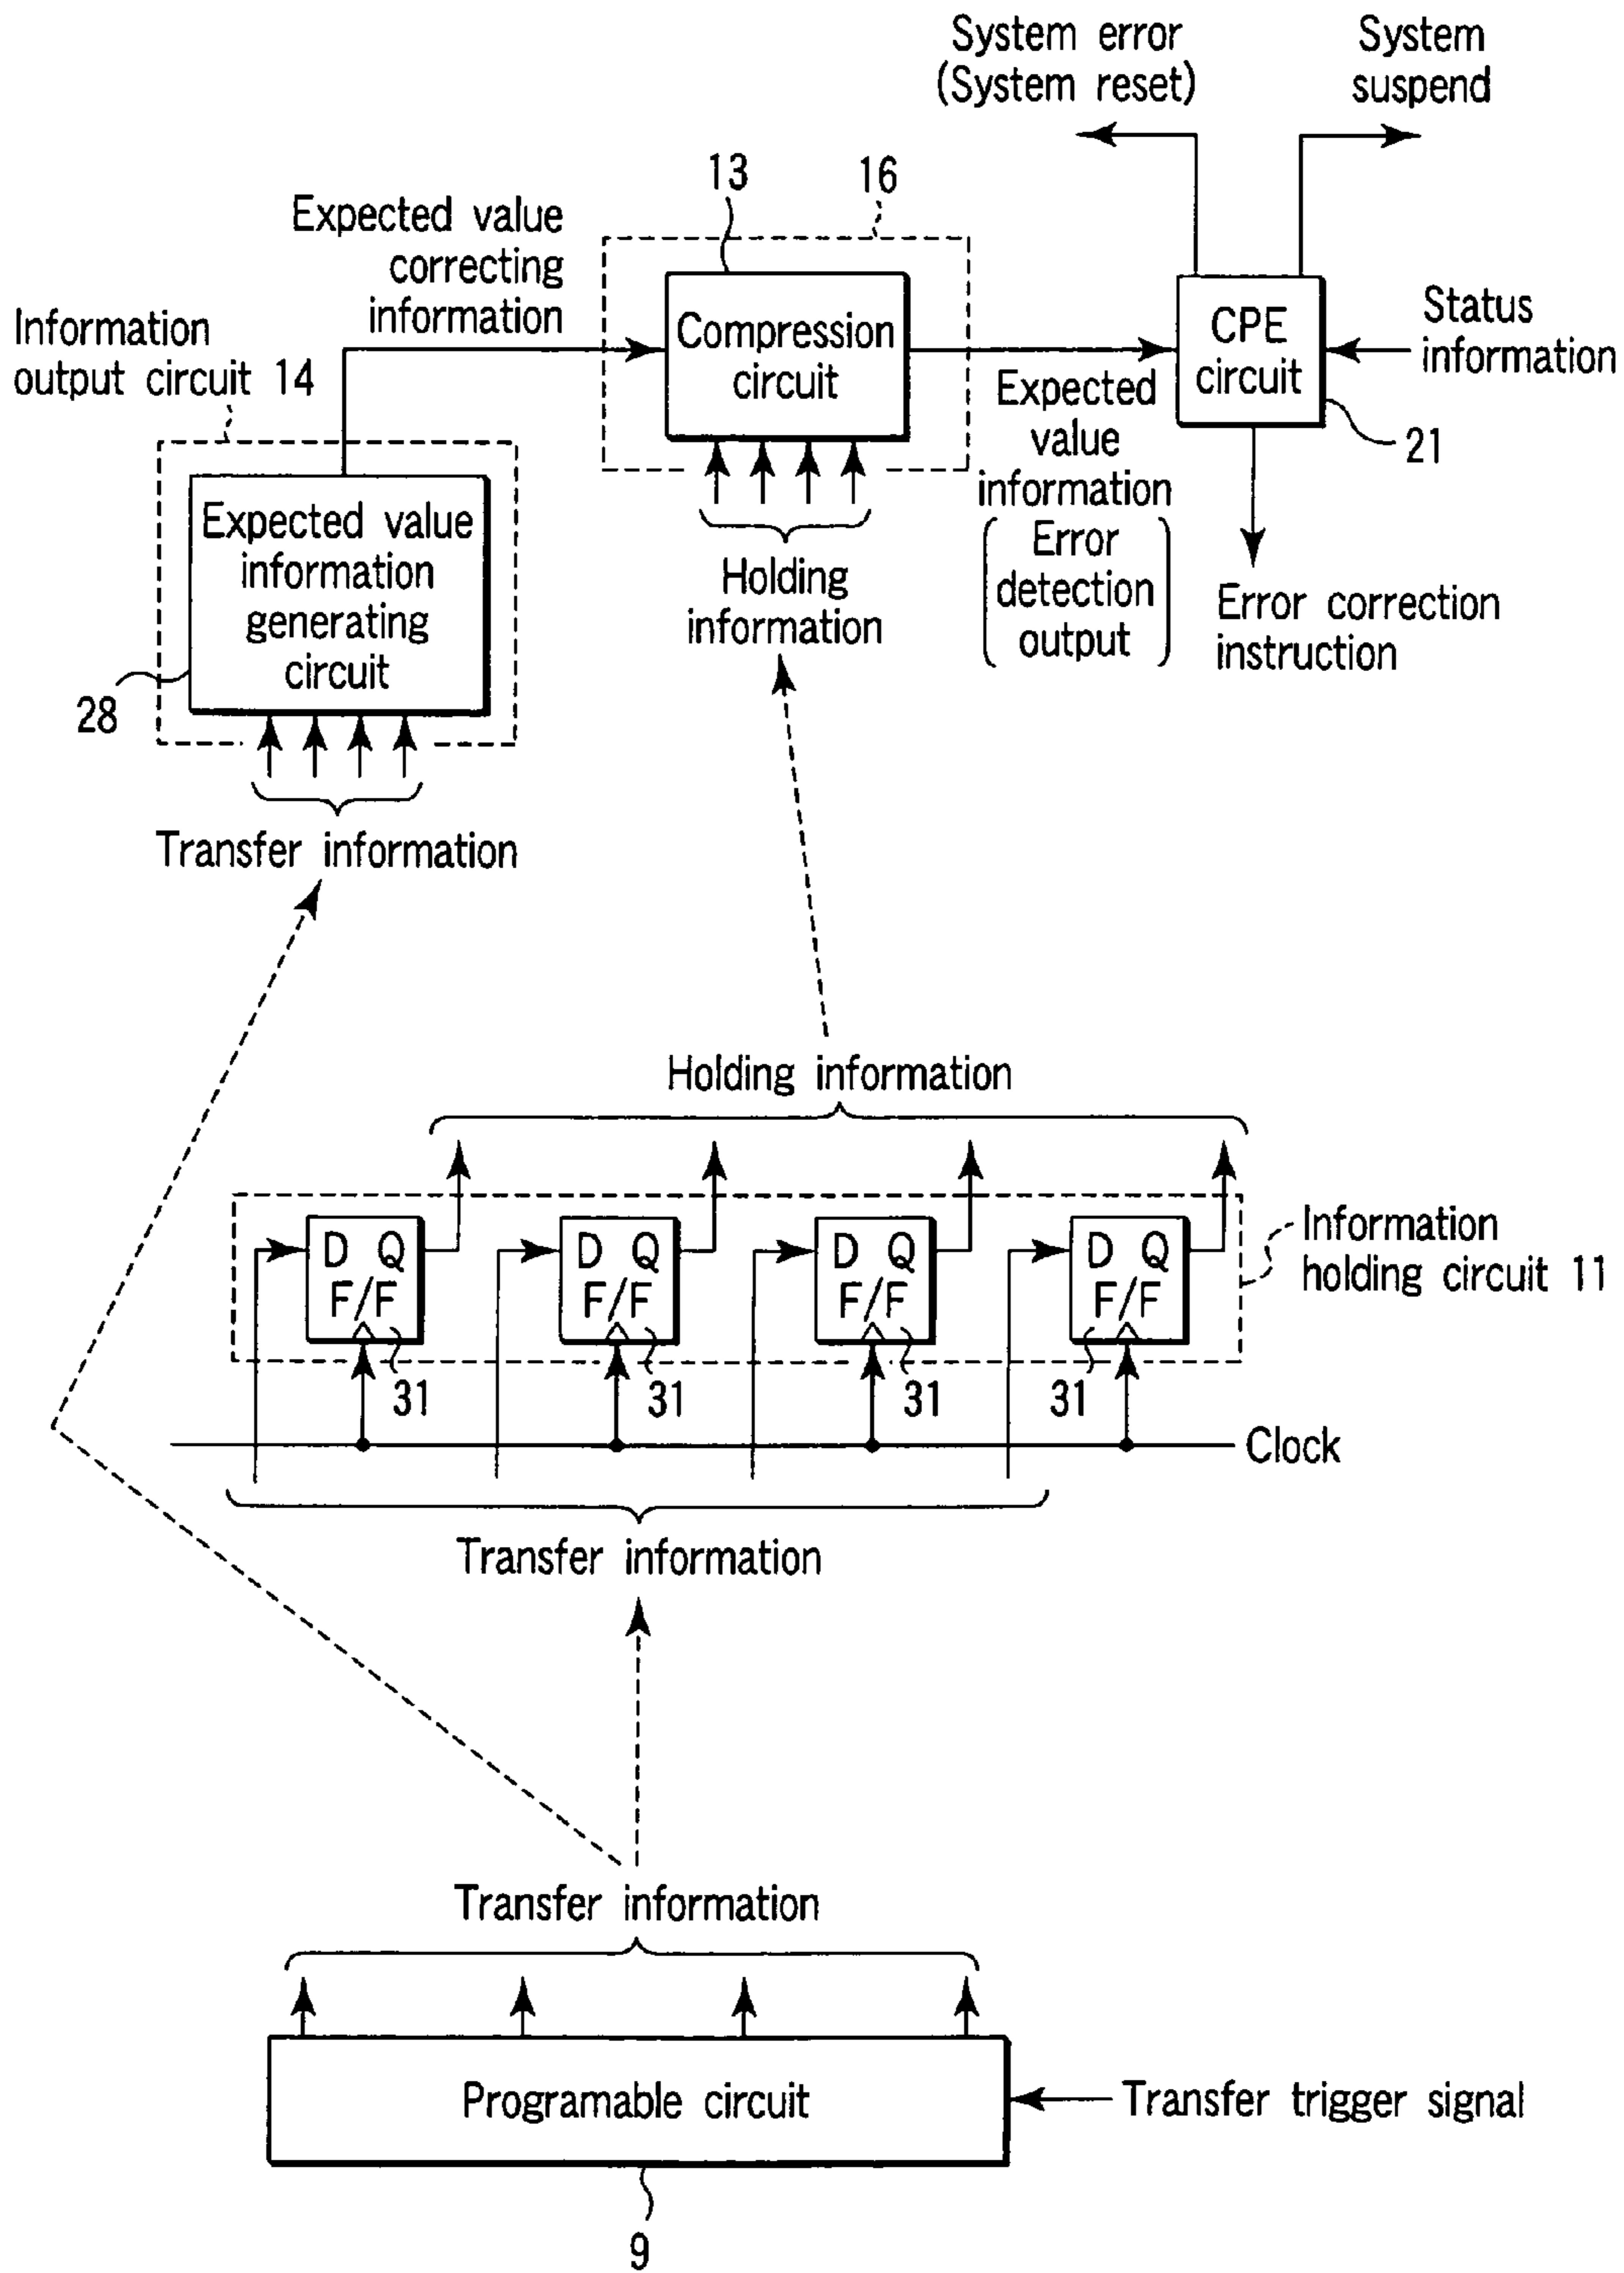 System error
(System reset)
System
suspend
13
16
Expected value
correcting
information
Information
output circuit 14
Compression
circuit
CPE
circuit
Status
information
21
Expected
value
information
Error
detection
output
Expected value
information
generating
circuit
28
Holding
information
Error correction
instruction
Transfer information
Holding information
D Q
F/F
D Q
F/F
D Q
F/F
D Q
F/F
Information
holding circuit 11
31
31
31
31
Clock
Transfer information
Transfer information
Programable circuit
Transfer trigger signal
9